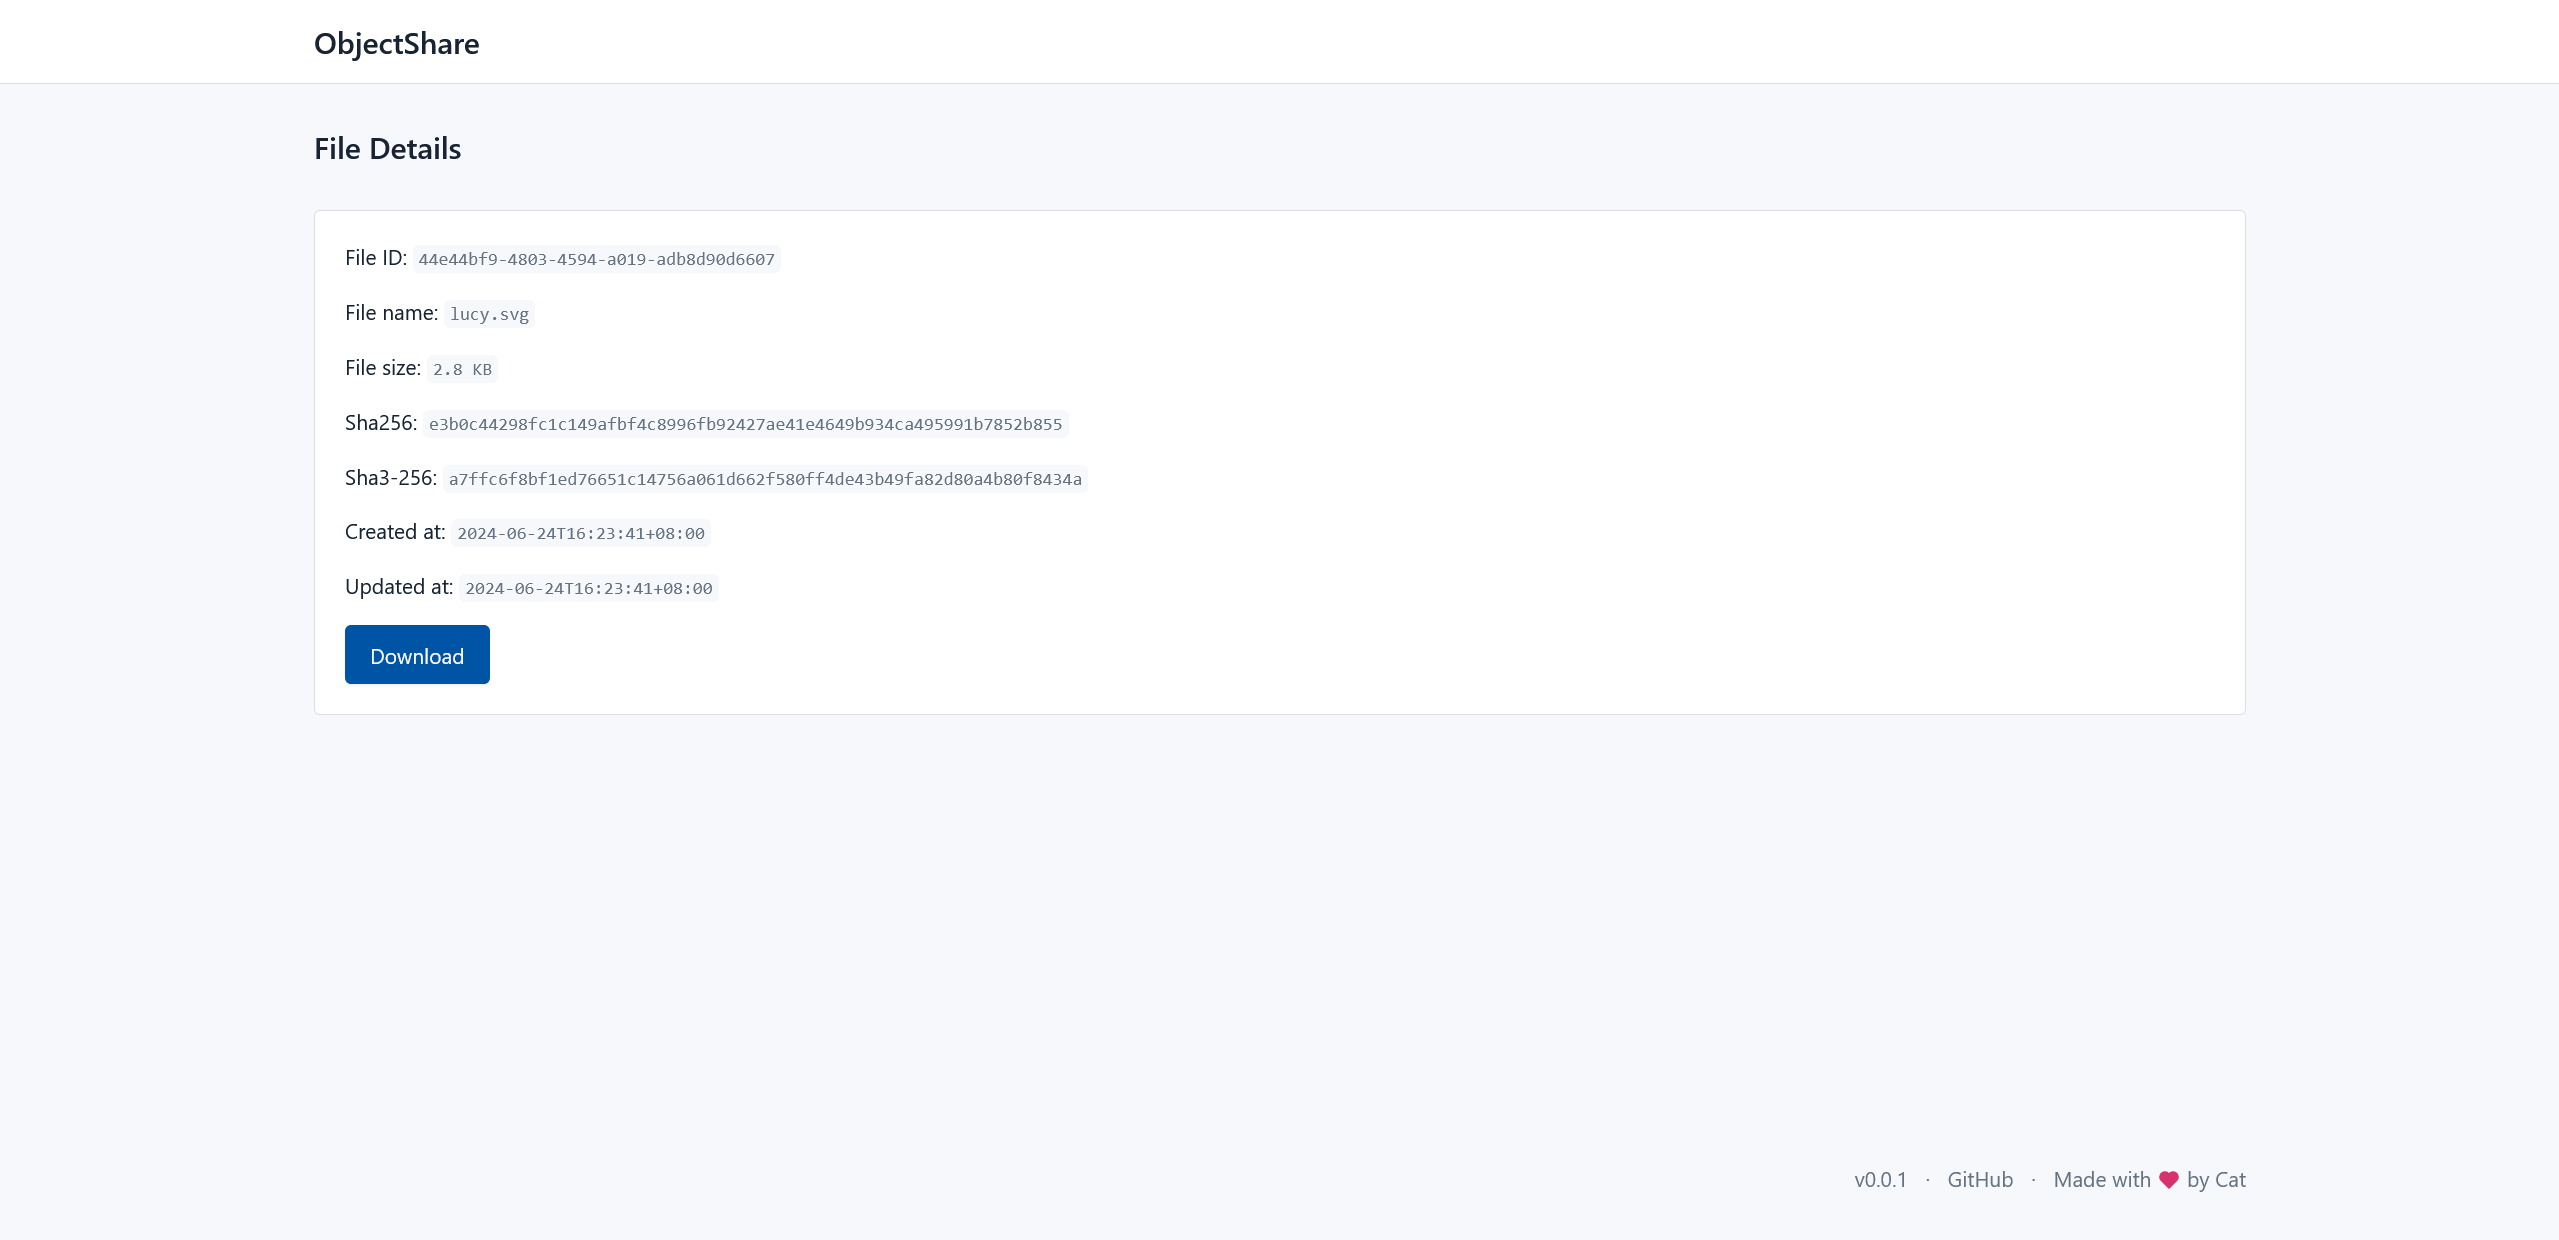 ObjectShare
File Details
File ID: 44e44bf9-4803-4594-a019-adb8d90d6607
File name: lucy.svg
File size: 2.8 KB
Sha256: e3b0c44298fc1c149afbf4c8996fb92427ae41e4649b934ca495991b7852b855
Sha3-256: a7ffc6f8bf1ed76651c14756a061d662f580ff4de43b49fa82d80a4b80f8434a
Created at: 2024-06-24T16:23:41+08:00
Updated at: 2024-06-24T16:23:41+08:00
Download
v0.0.1 · GitHub · Made with ❤ by Cat